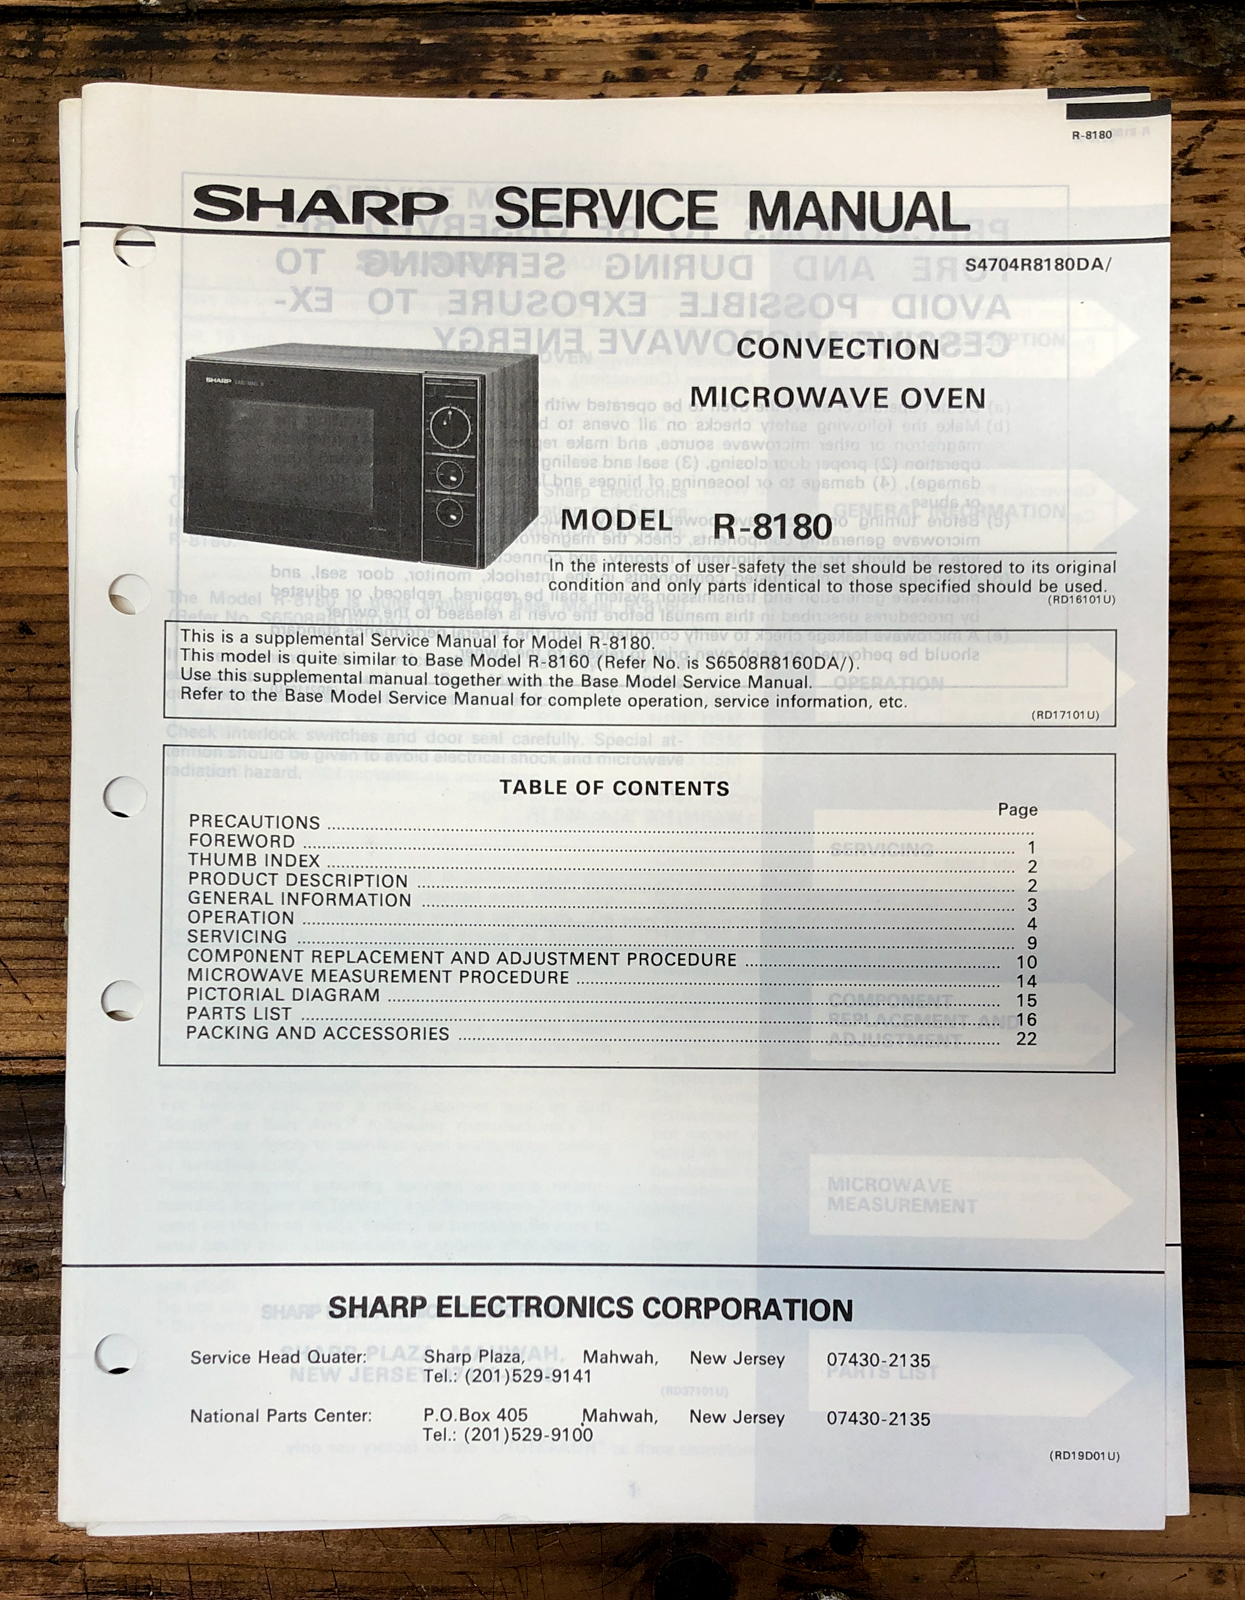 R-8180
SHARP SERVICE MANUAL
S4704R8180DA/
SHARP
CONVECTION
MICROWAVE OVEN
MODEL R-8180
In the interests of user-safety the set should be restored to its original
condition and only parts identical to those specified should be used.
(RD16101U)
This is a supplemental Service Manual for Model R-8180.
This model is quite similar to Base Model R-8160 (Refer No. is S6508R8160DA/).
Use this supplemental manual together with the Base Model Service Manual.
Refer to the Base Model Service Manual for complete operation, service information, etc.
(RD17101U)
TABLE OF CONTENTS
Page
PRECAUTIONS
FOREWORD 1
THUMB INDEX 2
PRODUCT DESCRIPTION 2
GENERAL INFORMATION 3
OPERATION 4
SERVICING 9
COMPONENT REPLACEMENT AND ADJUSTMENT PROCEDURE 10
MICROWAVE MEASUREMENT PROCEDURE 14
PICTORIAL DIAGRAM 15
PARTS LIST 16
PACKING AND ACCESSORIES 22
MICROWAVE
MEASUREMENT
SHARP ELECTRONICS CORPORATION
Service Head Quater: Sharp Plaza, Mahwah, New Jersey 07430-2135
Tel.: (201)529-9141
PARTS LIST
National Parts Center: P.O.Box 405 Mahwah, New Jersey 07430-2135
Tel.: (201)529-9100
(RD19D01U)